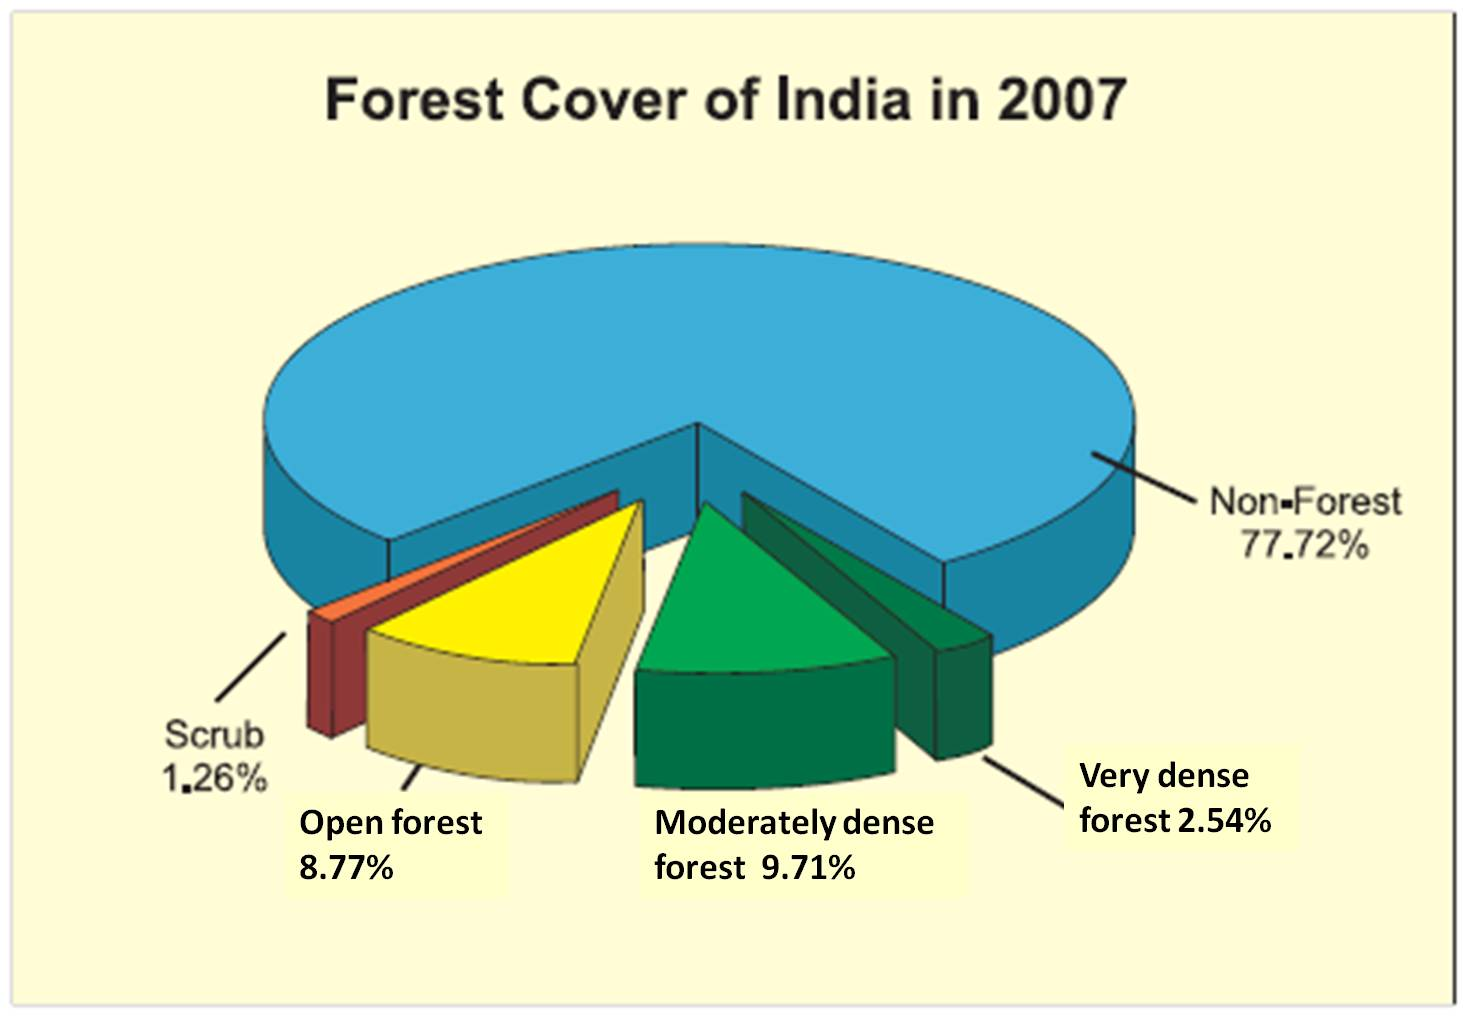 Forest Cover of India in 2007
Non-Forest
77.72%
Scrub
1.26%
Open forest
8.77%
Moderately dense
forest 9.71%
Very dense
forest 2.54%